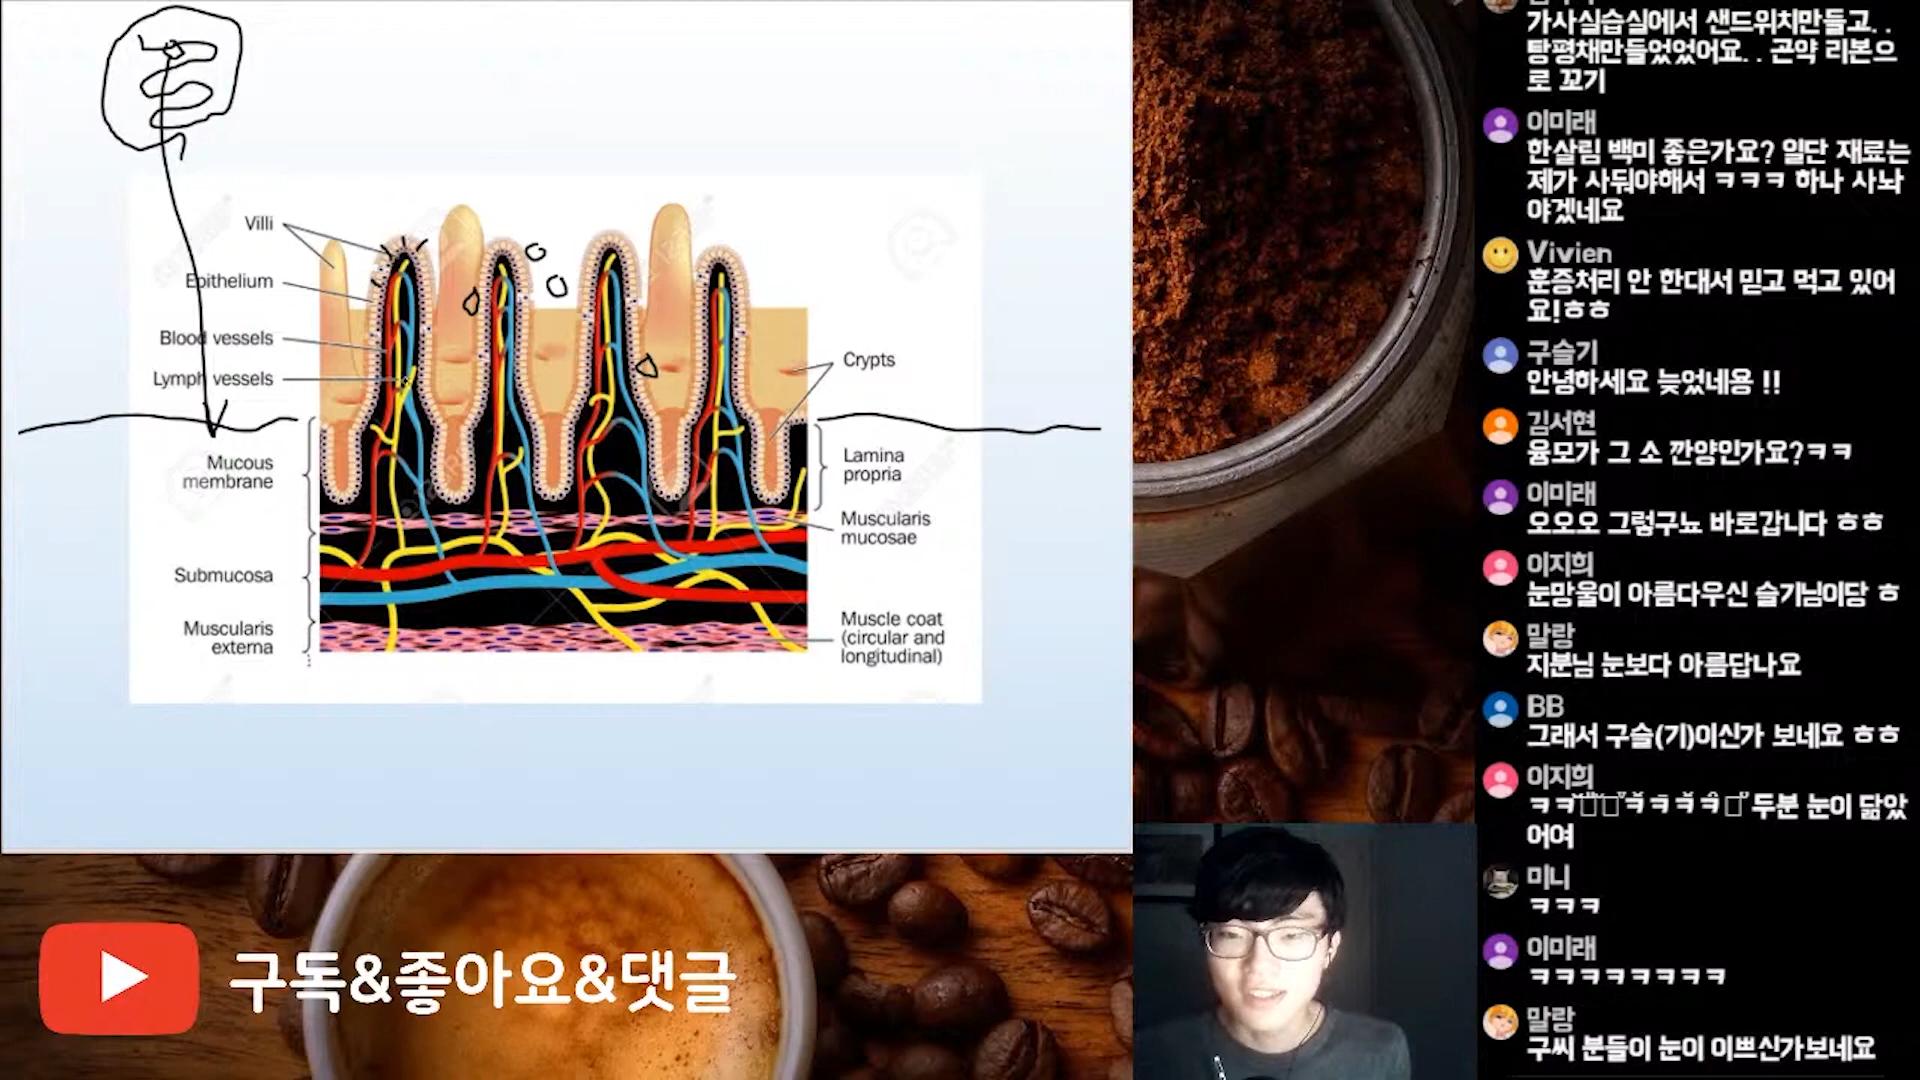 Villi
Epithelium
Blood vessels
Lymph vessels
Crypts
Mucous
membrane
Lamina
propria
Muscularis
mucosae
Submucosa
Muscularis
externa
Muscle coat
(circular and
longitudinal)
구독&좋아요&댓글
가사실습실에서 샌드위치만들고. .
탕평채만들었었어요. . 곤약 리본으
로 꼬기
이미래
한살림 백미 좋은가요? 일단 재료는
제가 사둬야해서 ㅋㅋㅋ 하나 사놔
야겠네요
Vivien
훈증처리 안 한대서 믿고 먹고 있어
요!ㅎㅎ
구슬기
안녕하세요 늦었네용 !!
김서현
융모가 그 소 깐양인가요?ㅋㅋ
이미래
오오오 그렇구뇨 바로갑니다 ㅎㅎ
이지희
눈망울이 아름다우신 슬기님이당 ㅎ
말랑
지분님 눈보다 아름답나요
BB
그래서 구슬(기)이신가 보네요 ㅎㅎ
이지희
두분 눈이 닮았
어여
미니
ㅋㅋㅋ
이미래
ㅋㅋㅋㅋㅋㅋㅋㅋ
말랑
구씨 분들이 눈이 이쁘신가보네요